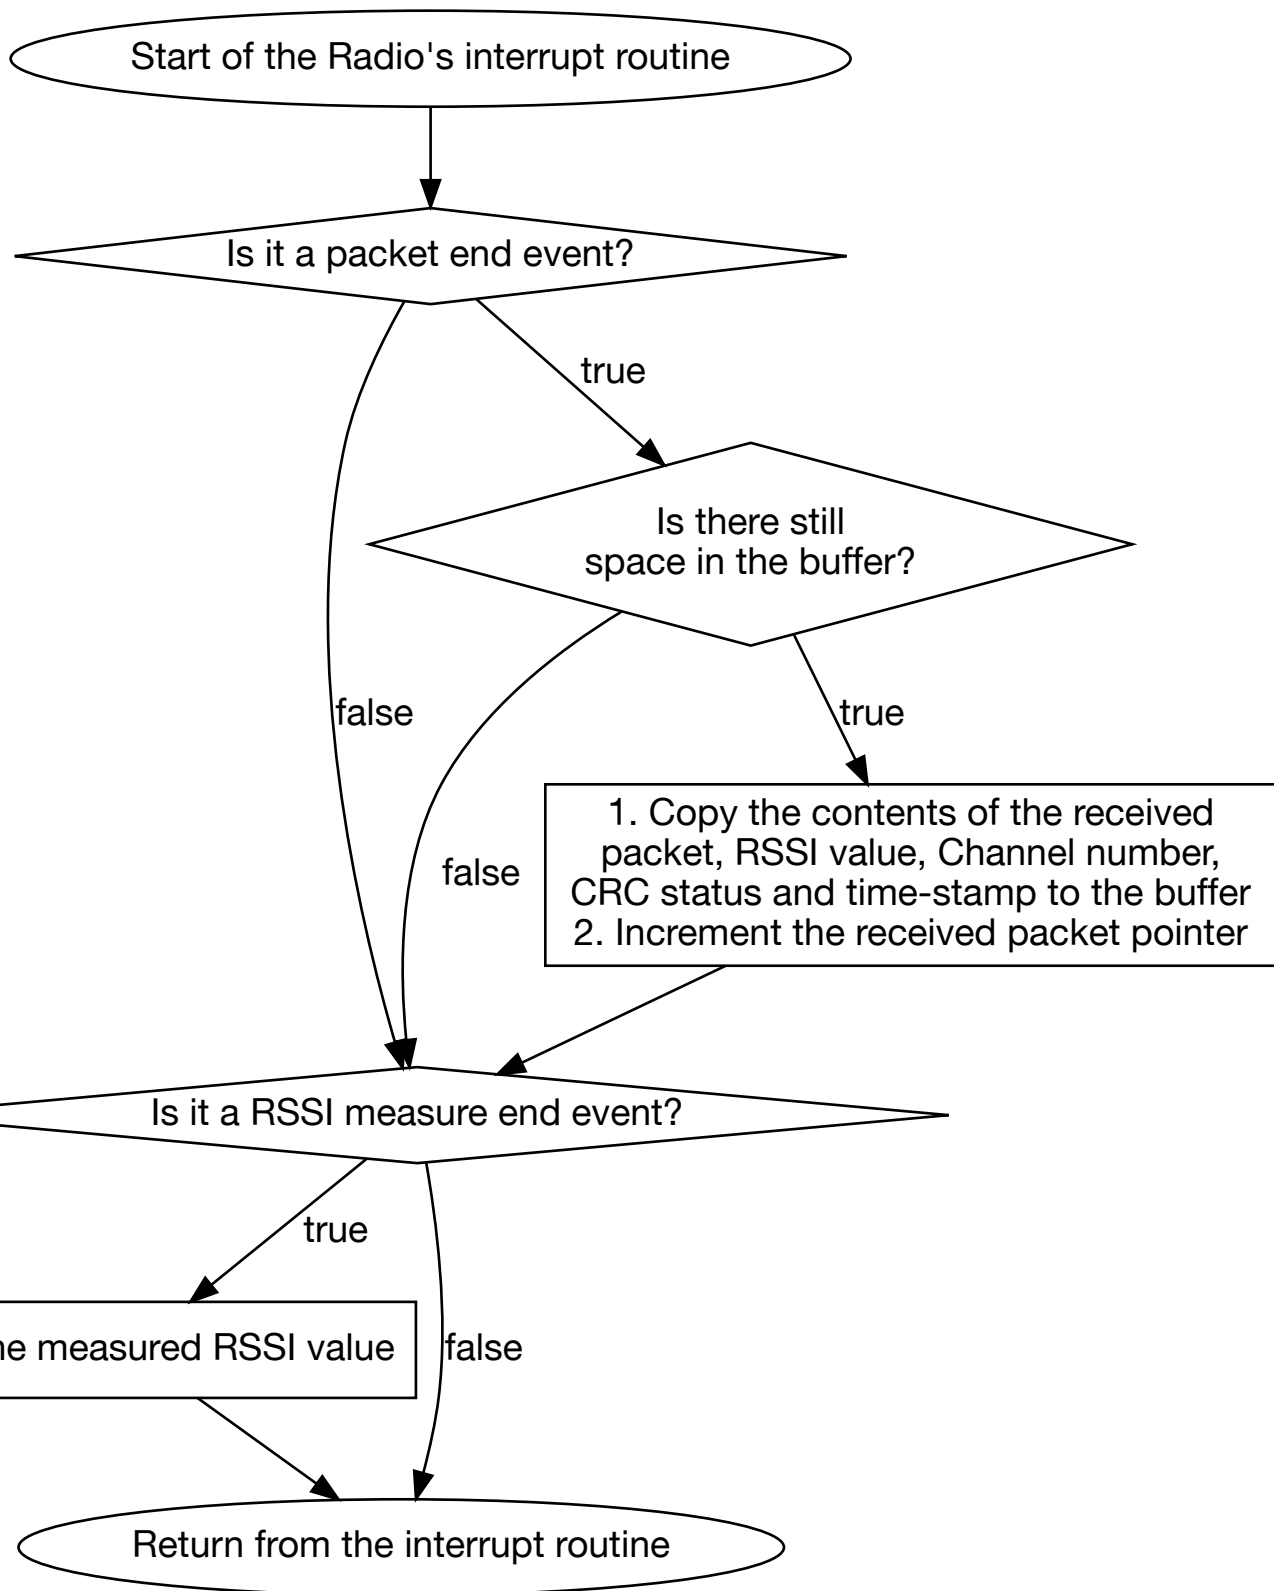 Start of the Radio's interrupt routine
Is it a packet end event?
true
Is there still
space in the buffer?
false
true
1. Copy the contents of the received
packet, RSSI value, Channel number,
CRC status and time-stamp to the buffer
2. Increment the received packet pointer
false
Is it a RSSI measure end event?
true
measured RSSI value
false
Return from the interrupt routine